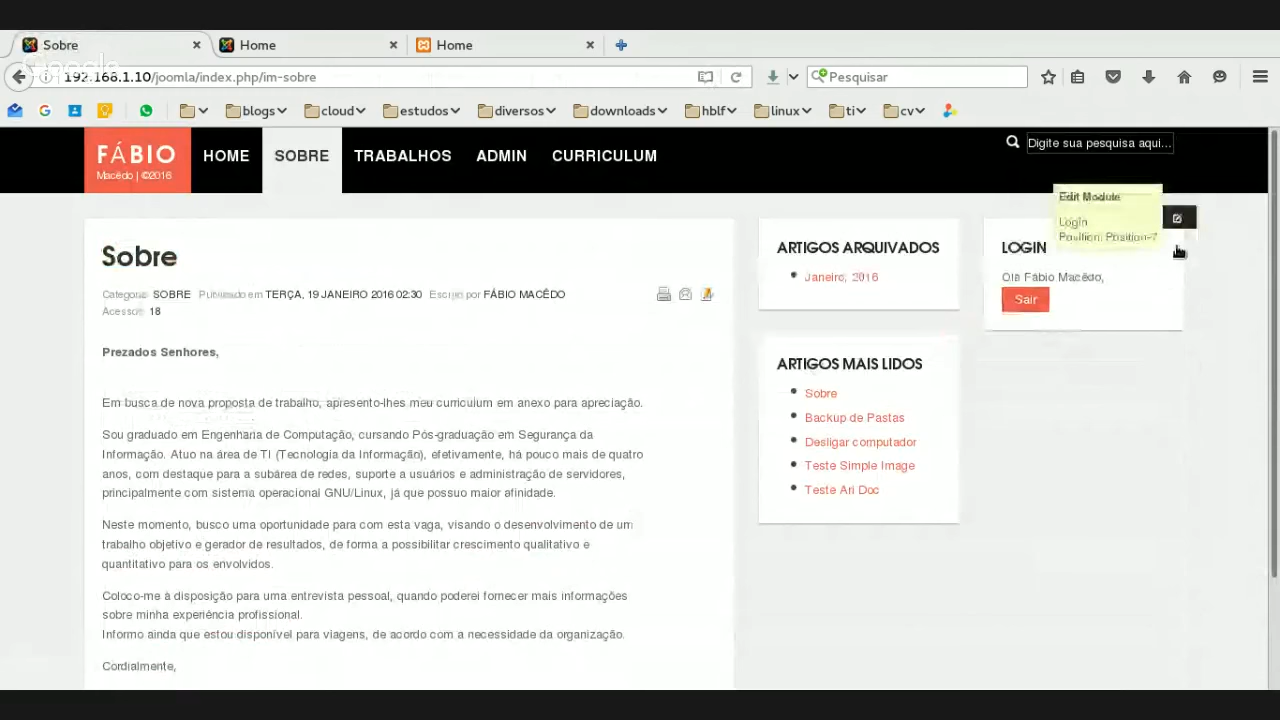 Sobre
Home
Home
Google
192.168.1.10/joomla/index.php/im-sobre
Pesquisar
blogs
cloud
estudos
diversos
downloads
hblf
linux
ti
cv
FÁBIO
Macêdo | ©2016
HOME
SOBRE
TRABALHOS
ADMIN
CURRICULUM
Digite sua pesquisa aqui...
Edit Module
Login
Position: Position-7
Sobre
Categoria: SOBRE Publicado em TERÇA, 19 JANEIRO 2016 02:30 Escrito por FÁBIO MACÊDO
Acessos: 18
Prezados Senhores,
Em busca de nova proposta de trabalho, apresento-lhes meu curriculum em anexo para apreciação.
Sou graduado em Engenharia de Computação, cursando Pós-graduação em Segurança da
Informação. Atuo na área de TI (Tecnologia da Informação), efetivamente, há pouco mais de quatro
anos, com destaque para a subárea de redes, suporte a usuários e administração de servidores,
principalmente com sistema operacional GNU/Linux, já que possuo maior afinidade.
Neste momento, busco uma oportunidade para com esta vaga, visando o desenvolvimento de um
trabalho objetivo e gerador de resultados, de forma a possibilitar crescimento qualitativo e
quantitativo para os envolvidos.
Coloco-me à disposição para uma entrevista pessoal, quando poderei fornecer mais informações
sobre minha experiência profissional.
Informo ainda que estou disponível para viagens, de acordo com a necessidade da organização.
Cordialmente,
ARTIGOS ARQUIVADOS
Janeiro, 2016
ARTIGOS MAIS LIDOS
Sobre
Backup de Pastas
Desligar computador
Teste Simple Image
Teste Ari Doc
LOGIN
Olá Fábio Macêdo,
Sair